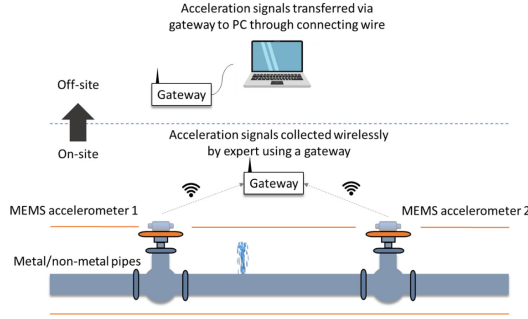 Acceleration signals transferred via
gateway to PC through connecting wire
Off-site
Gateway
On-site
Acceleration signals collected wirelessly
by expert using a gateway
Gateway
MEMS accelerometer 1
MEMS accelerometer 2
Metal/non-metal pipes